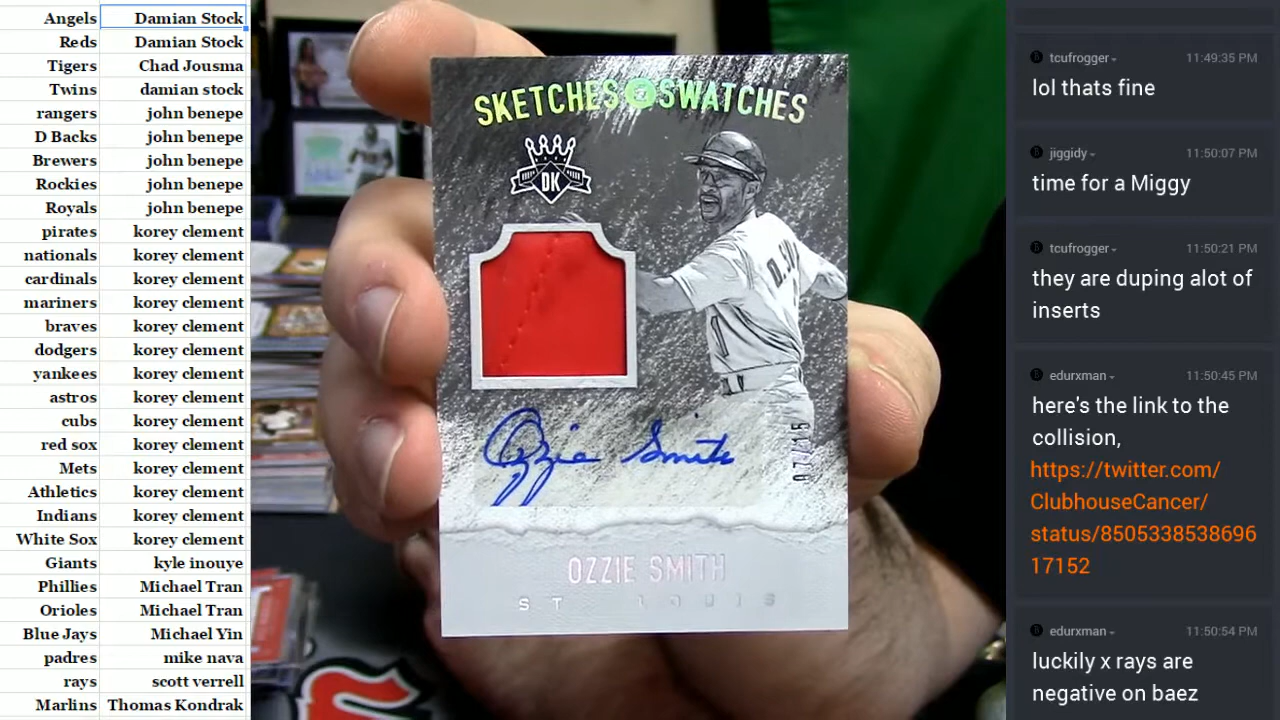 Angels Damian Stock
Reds Damian Stock
Tigers Chad Jousma
Twins damian stock
rangers john benepe
D Backs john benepe
Brewers john benepe
Rockies john benepe
Royals john benepe
pirates korey clement
nationals korey clement
cardinals korey clement
mariners korey clement
braves korey clement
dodgers korey clement
yankees korey clement
astros korey clement
cubs korey clement
red sox korey clement
Mets korey clement
Athletics korey clement
Indians korey clement
White Sox korey clement
Giants kyle inouye
Phillies Michael Tran
Orioles Michael Tran
Blue Jays Michael Yin
padres mike nava
rays scott verrell
Marlins Thomas Kondrak
SKETCHES & SWATCHES
DK
Ozzie Smith
07/15
OZZIE SMITH
ST LOUIS
tcufrogger 11:49:35 PM
lol thats fine
jiggidy 11:50:07 PM
time for a Miggy
tcufrogger 11:50:21 PM
they are duping alot of
inserts
edurxman 11:50:45 PM
here's the link to the
collision,
https://twitter.com/
ClubhouseCancer/
status/8505338538696
17152
edurxman 11:50:54 PM
luckily x rays are
negative on baez